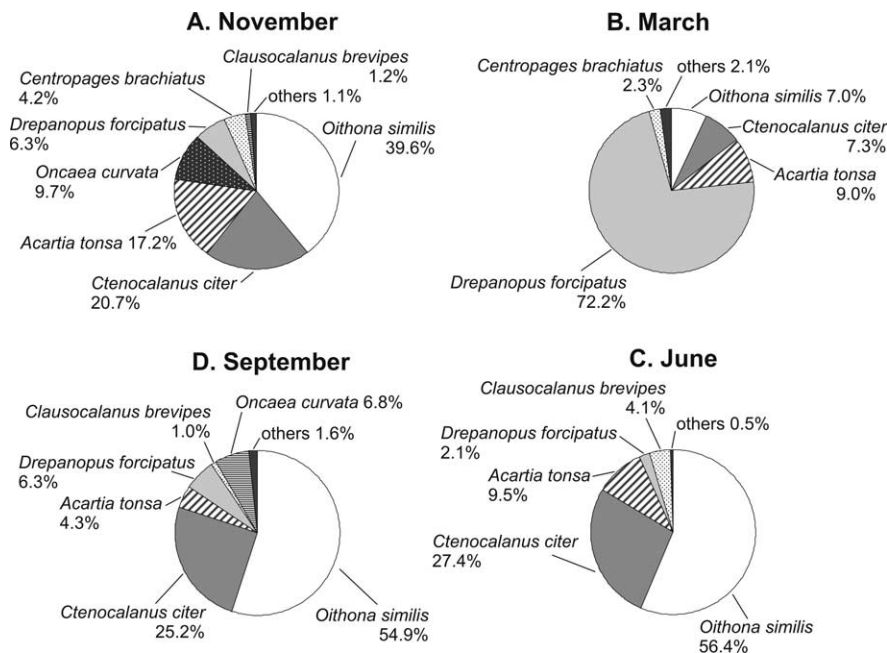 A. November
Clausocalanus brevipes
1.2%
Centropages brachiatus
4.2%
others 1.1%
Drepanopus forcipatus
6.3%
Oithona similis
39.6%
Oncaea curvata
9.7%
Acartia tonsa 17.2%
Ctenocalanus citer
20.7%
B. March
Centropages brachiatus
2.3%
others 2.1%
Oithona similis 7.0%
Ctenocalanus citer
7.3%
Acartia tonsa
9.0%
Drepanopus forcipatus
72.2%
D. September
Clausocalanus brevipes
1.0%
Oncaea curvata 6.8%
others 1.6%
Drepanopus forcipatus
6.3%
Acartia tonsa
4.3%
Ctenocalanus citer
25.2%
Oithona similis
54.9%
C. June
Clausocalanus brevipes
4.1%
others 0.5%
Drepanopus forcipatus
2.1%
Acartia tonsa
9.5%
Ctenocalanus citer
27.4%
Oithona similis
56.4%